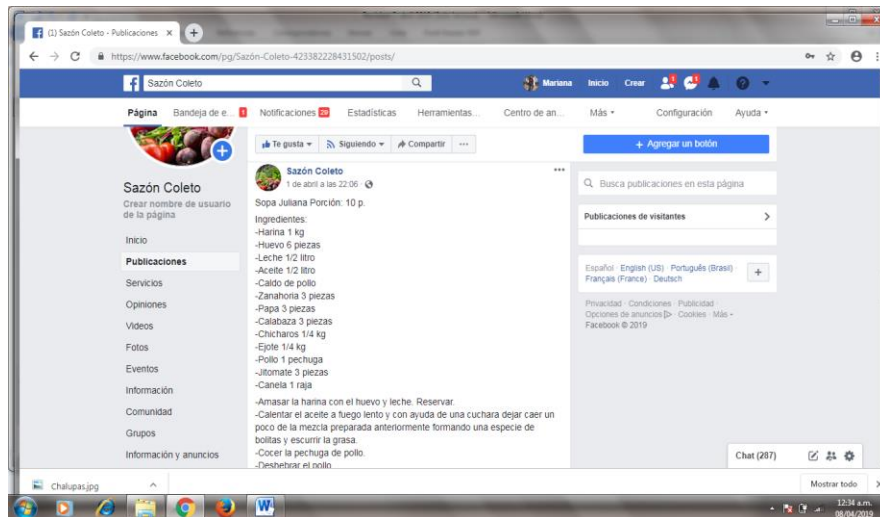 (1) Sazón Coleto - Publicaciones
https://www.facebook.com/pg/Sazón-Coleto-423382228431502/posts/
Sazón Coleto
Mariana Inicio Crear
Página Bandeja de e... 1 Notificaciones 29 Estadísticas Herramientas... Centro de an... Más Configuración Ayuda
Te gusta Siguiendo Compartir ...
+ Agregar un botón
Sazón Coleto
Crear nombre de usuario
de la página
Inicio
Publicaciones
Servicios
Opiniones
Videos
Fotos
Eventos
Información
Comunidad
Grupos
Información y anuncios
Sazón Coleto
1 de abril a las 22:06 ·
Sopa Juliana Porción: 10 p.
Ingredientes:
-Harina 1 kg
-Huevo 6 piezas
-Leche 1/2 litro
-Aceite 1/2 litro
-Caldo de pollo
-Zanahoria 3 piezas
-Papa 3 piezas
-Calabaza 3 piezas
-Chicharos 1/4 kg
-Ejote 1/4 kg
-Pollo 1 pechuga
-Jitomate 3 piezas
-Canela 1 raja
-Amasar la harina con el huevo y leche. Reservar.
-Calentar el aceite a fuego lento y con ayuda de una cuchara dejar caer un
poco de la mezcla preparada anteriormente formando una especie de
bolitas y escurrir la grasa.
-Cocer la pechuga de pollo.
-Deshebrar el pollo
Busca publicaciones en esta página
Publicaciones de visitantes
Español · English (US) · Português (Brasil) ·
Français (France) · Deutsch
Privacidad · Condiciones · Publicidad ·
Opciones de anuncios · Cookies · Más
Facebook © 2019
Chat (287)
Chalupas.jpg
Mostrar todo
12:34 a.m.
08/04/2019